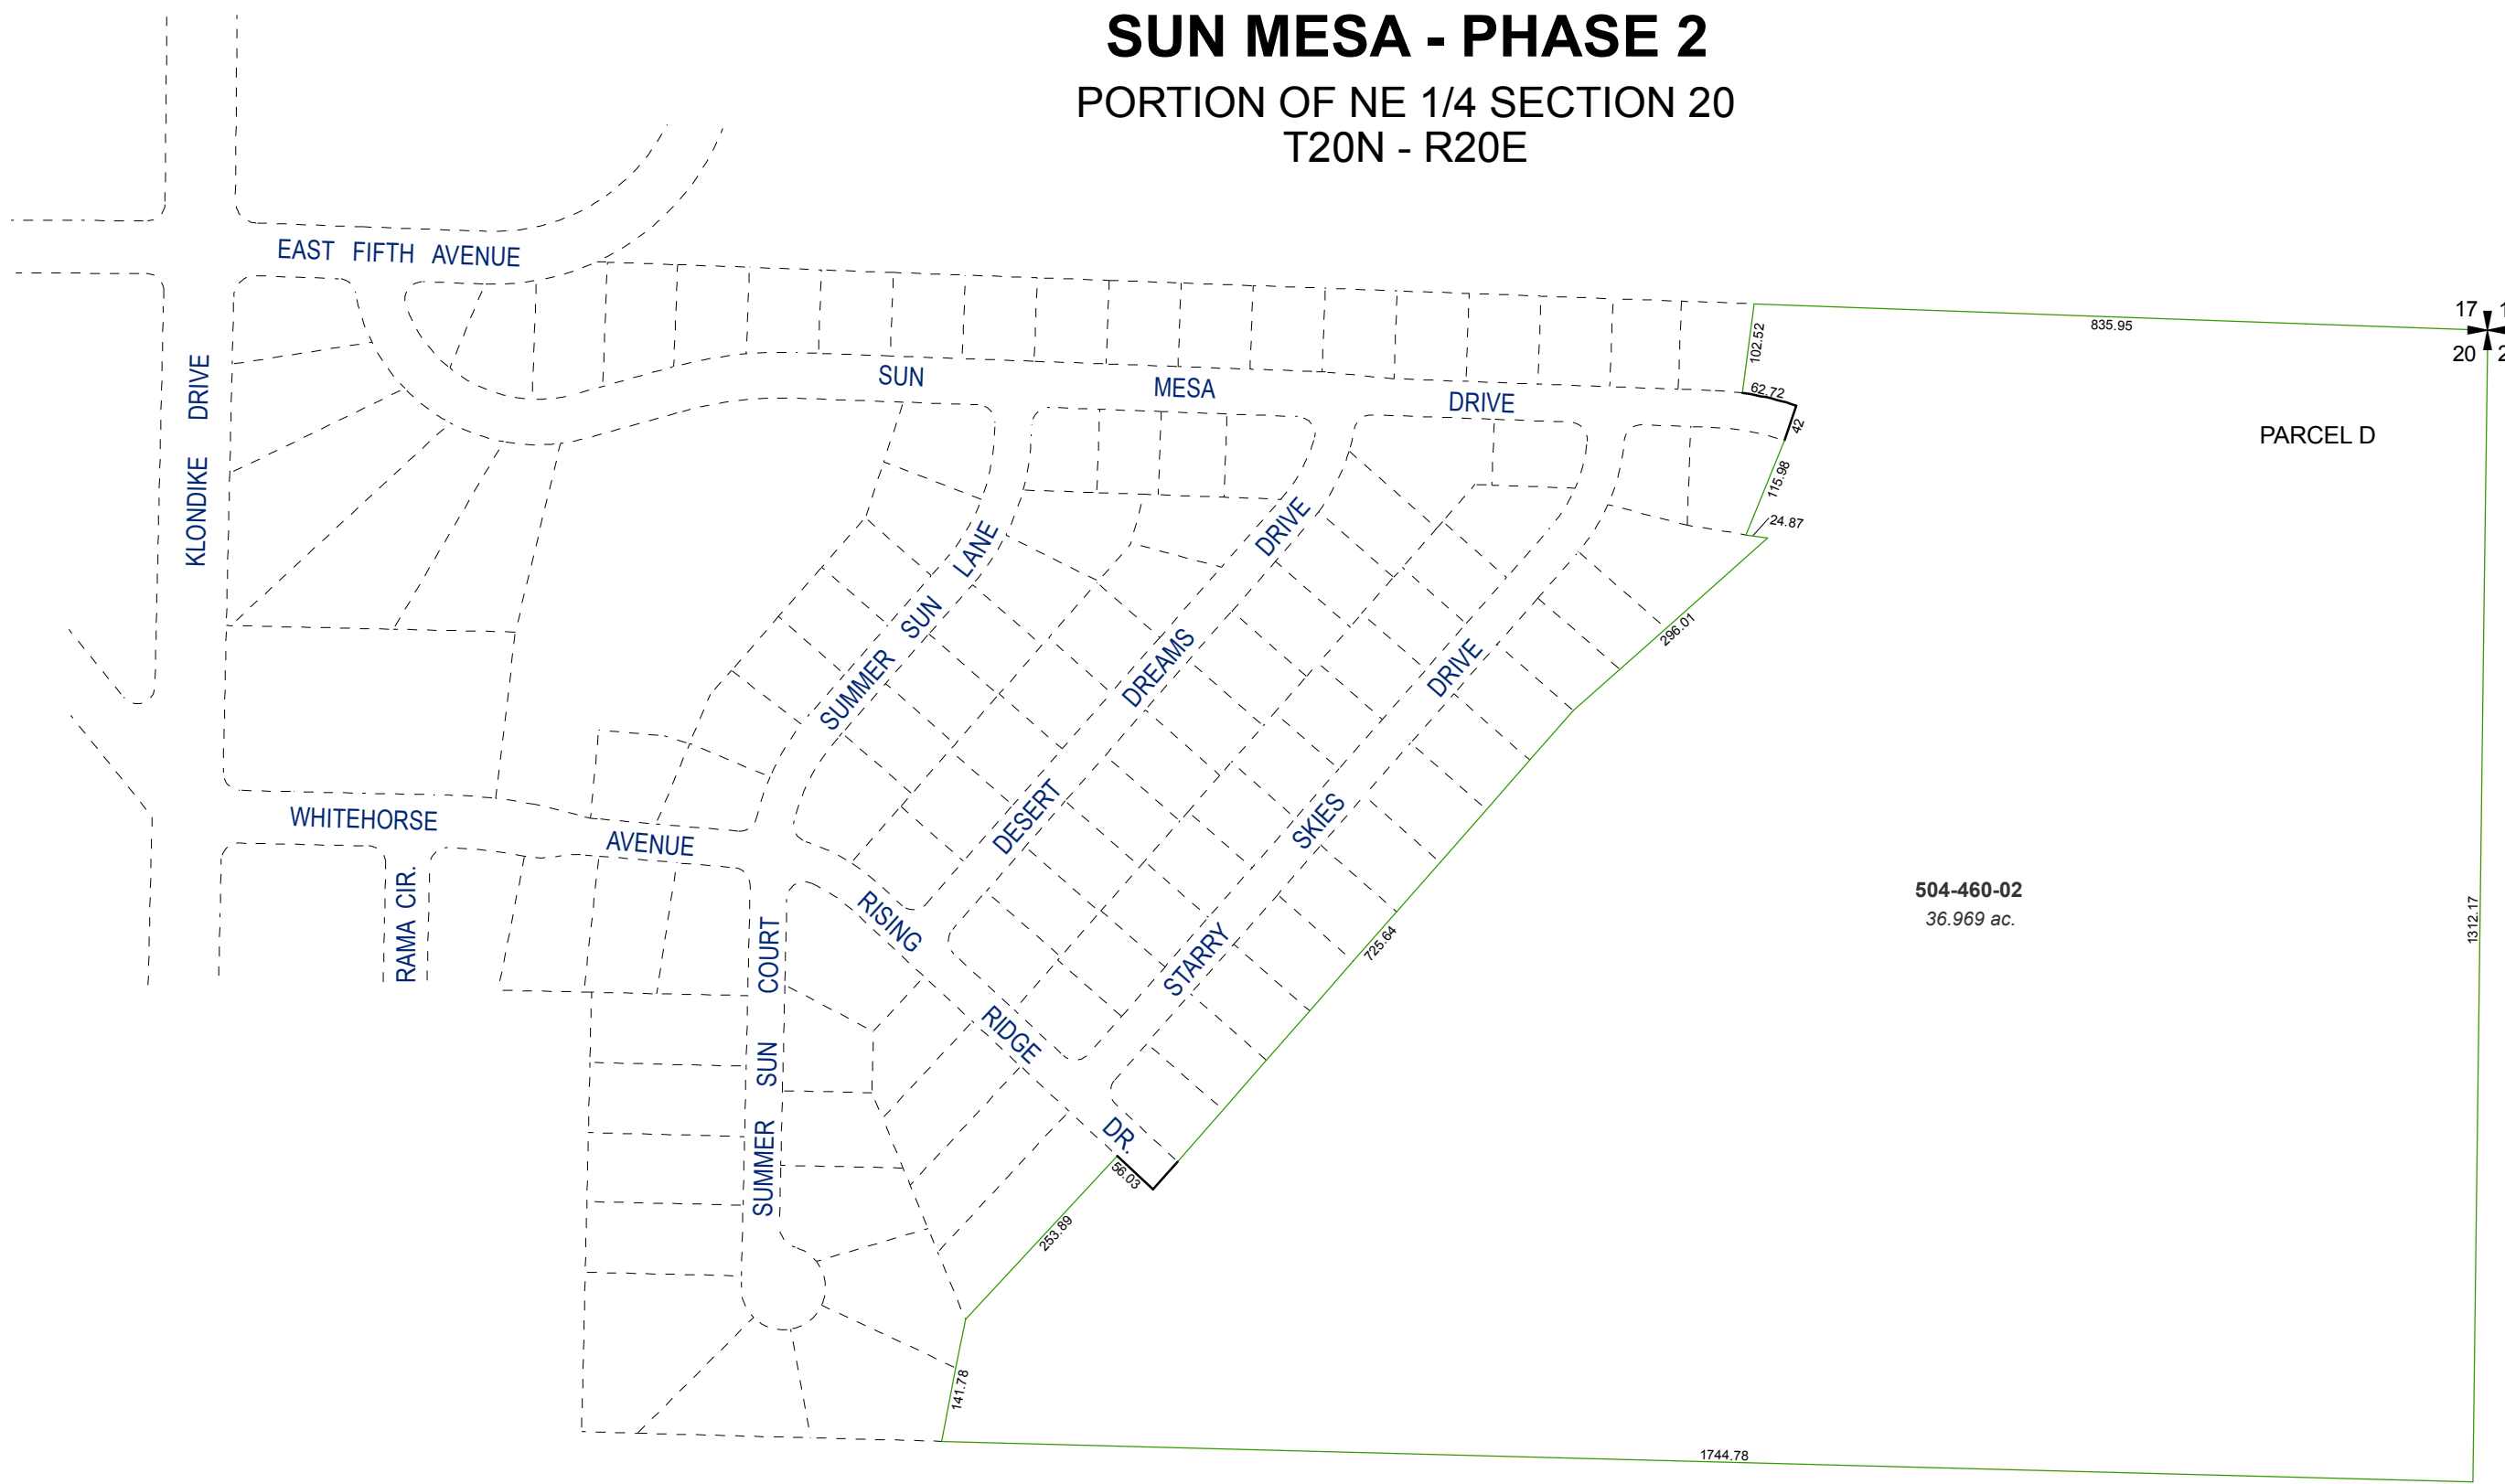 SUN MESA - PHASE 2
PORTION OF NE 1/4 SECTION 20
T20N - R20E
EAST FIFTH AVENUE
KLONDIKE DRIVE
SUN MESA DRIVE
102.52
835.95
17
20
2
62.72
42
115.98
24.87
PARCEL D
SUMMER SUN LANE
DESERT DREAMS DRIVE
STARRY SKIES DRIVE
296.01
WHITEHORSE AVENUE
RAMA CIR.
SUMMER SUN COURT
RISING RIDGE DR.
504-460-02
36.969 ac.
1312.17
725.64
56.03
253.89
141.78
1744.78